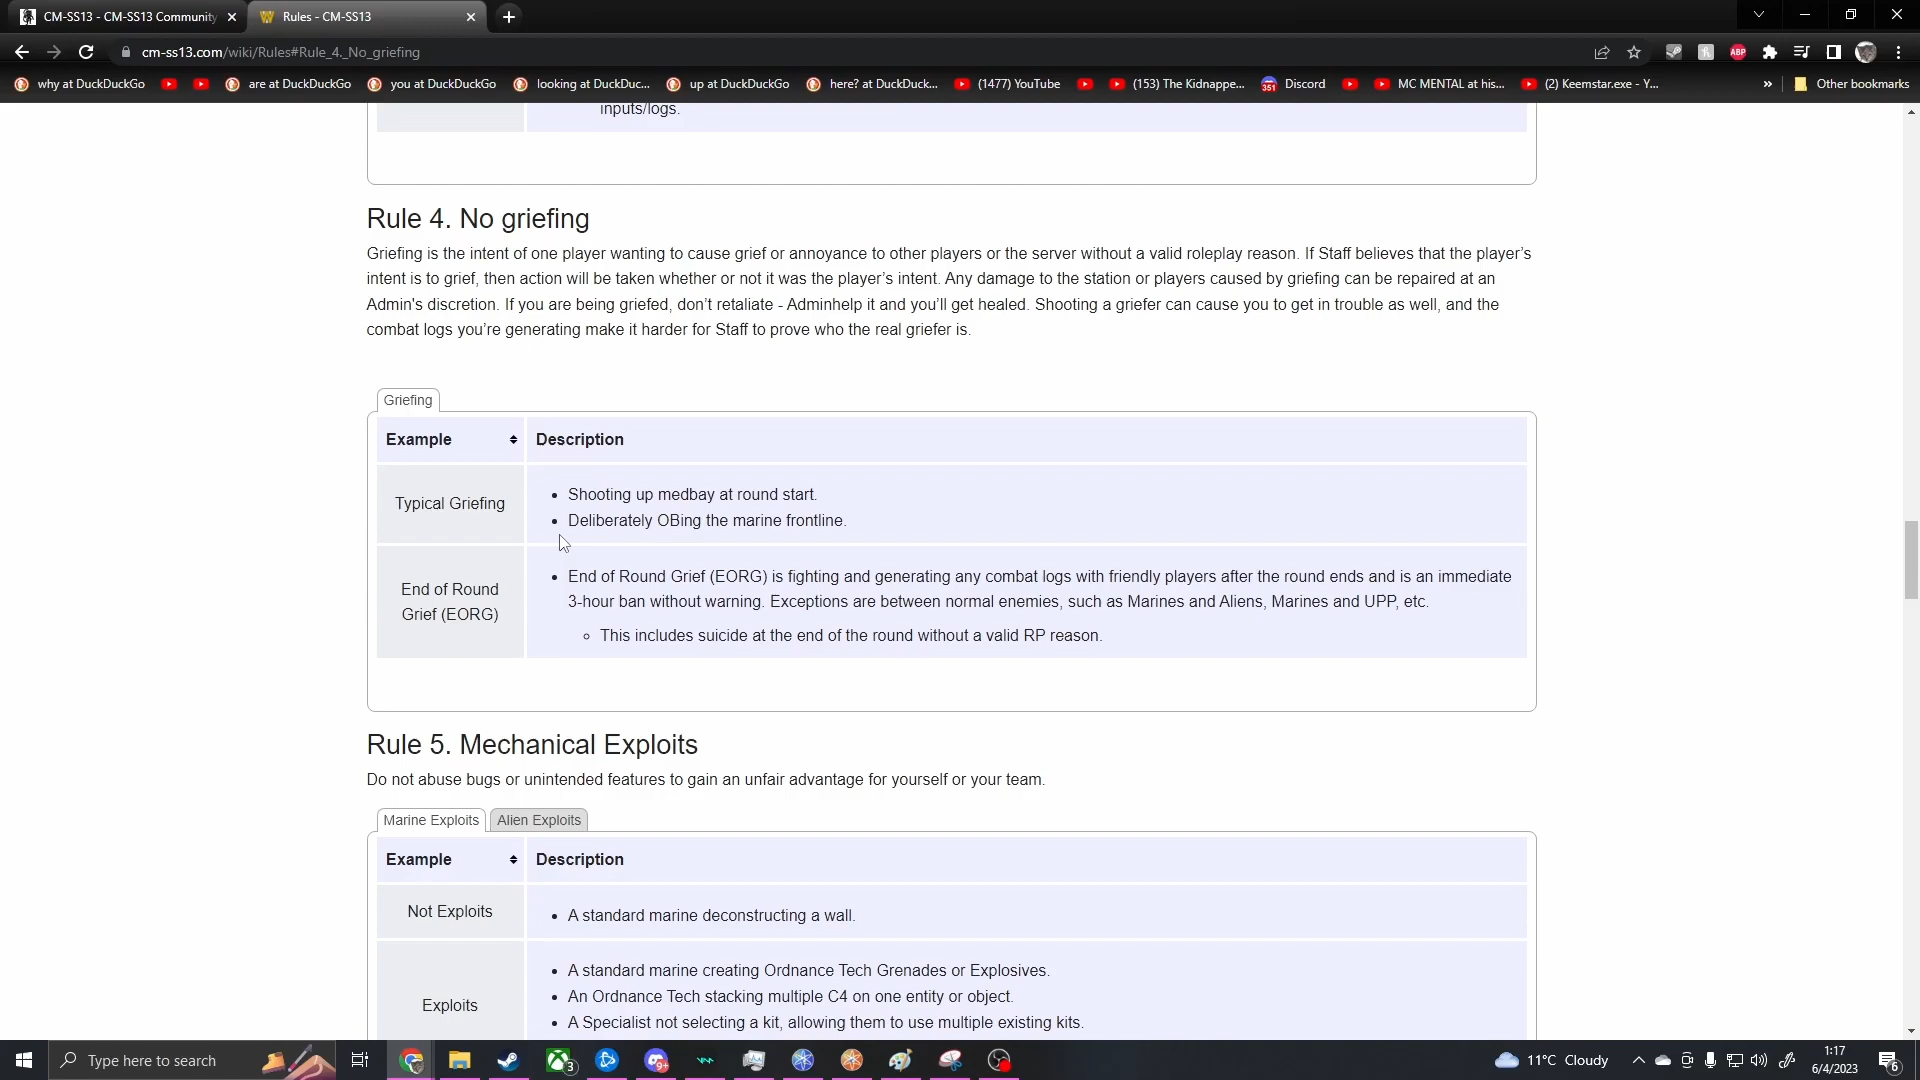 CM-SS13 - CM-SS13 Community
Rules - CM-SS13
cm-ss13.com/wiki/Rules#Rule_4._No_griefing
why at DuckDuckGo
are at DuckDuckGo
you at DuckDuckGo
looking at DuckDuc...
up at DuckDuckGo
here? at DuckDuck...
(1477) YouTube
(153) The Kidnappe...
351
Discord
MC MENTAL at his...
(2) Keemstar.exe - Y...
»
Other bookmarks
ABP
inputs/logs.
Rule 4. No griefing
Griefing is the intent of one player wanting to cause grief or annoyance to other players or the server without a valid roleplay reason. If Staff believes that the player’s
intent is to grief, then action will be taken whether or not it was the player’s intent. Any damage to the station or players caused by griefing can be repaired at an
Admin's discretion. If you are being griefed, don’t retaliate - Adminhelp it and you’ll get healed. Shooting a griefer can cause you to get in trouble as well, and the
combat logs you’re generating make it harder for Staff to prove who the real griefer is.
Griefing
Example
Description
Typical Griefing
• Shooting up medbay at round start.
• Deliberately OBing the marine frontline.
End of Round
Grief (EORG)
• End of Round Grief (EORG) is fighting and generating any combat logs with friendly players after the round ends and is an immediate
3-hour ban without warning. Exceptions are between normal enemies, such as Marines and Aliens, Marines and UPP, etc.
◦ This includes suicide at the end of the round without a valid RP reason.
Rule 5. Mechanical Exploits
Do not abuse bugs or unintended features to gain an unfair advantage for yourself or your team.
Marine Exploits
Alien Exploits
Example
Description
Not Exploits
• A standard marine deconstructing a wall.
Exploits
• A standard marine creating Ordnance Tech Grenades or Explosives.
• An Ordnance Tech stacking multiple C4 on one entity or object.
• A Specialist not selecting a kit, allowing them to use multiple existing kits.
Type here to search
3
9+
11°C Cloudy
1:17
6/4/2023
6